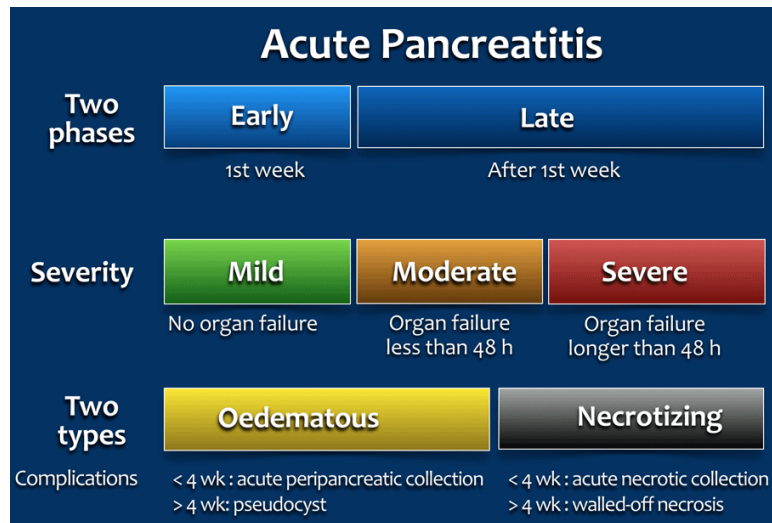 Acute Pancreatitis
Two
phases
Early
Late
1st week
After 1st week
Severity
Mild
Moderate
Severe
No organ failure
Organ failure
less than 48 h
Organ failure
longer than 48 h
Two
types
Oedematous
Necrotizing
Complications
< 4 wk : acute peripancreatic collection
> 4 wk: pseudocyst
< 4 wk : acute necrotic collection
> 4 wk: walled-off necrosis